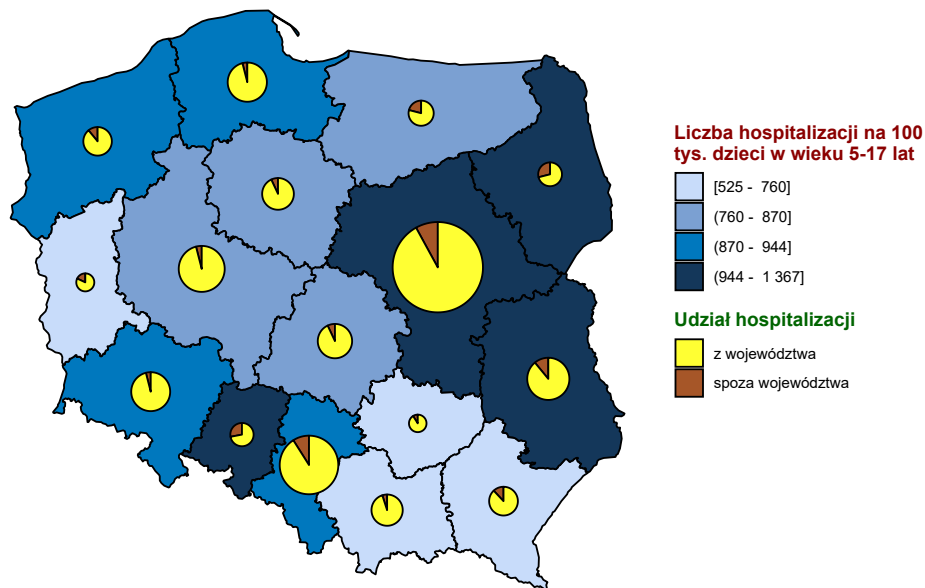 Liczba hospitalizacji na 100
tys. dzieci w wieku 5-17 lat
[525 - 760]
(760 - 870]
(870 - 944]
(944 - 1 367]
Udział hospitalizacji
z województwa
spoza województwa